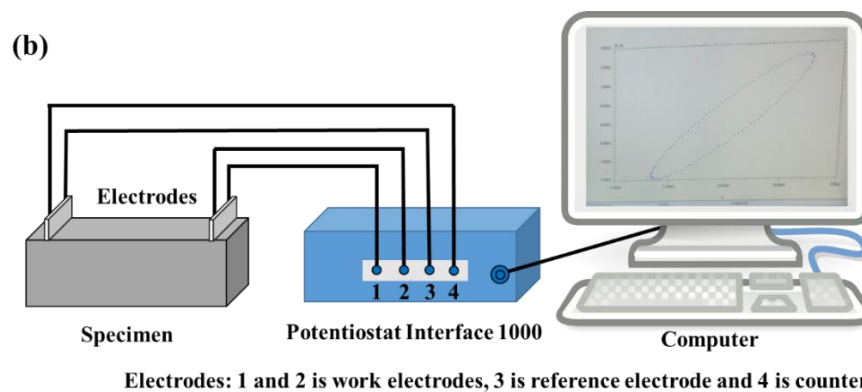 (b)
Electrodes
1 2 3 4
Specimen
Potentiostat Interface 1000
Computer
Electrodes: 1 and 2 is work electrodes, 3 is reference electrode and 4 is counter